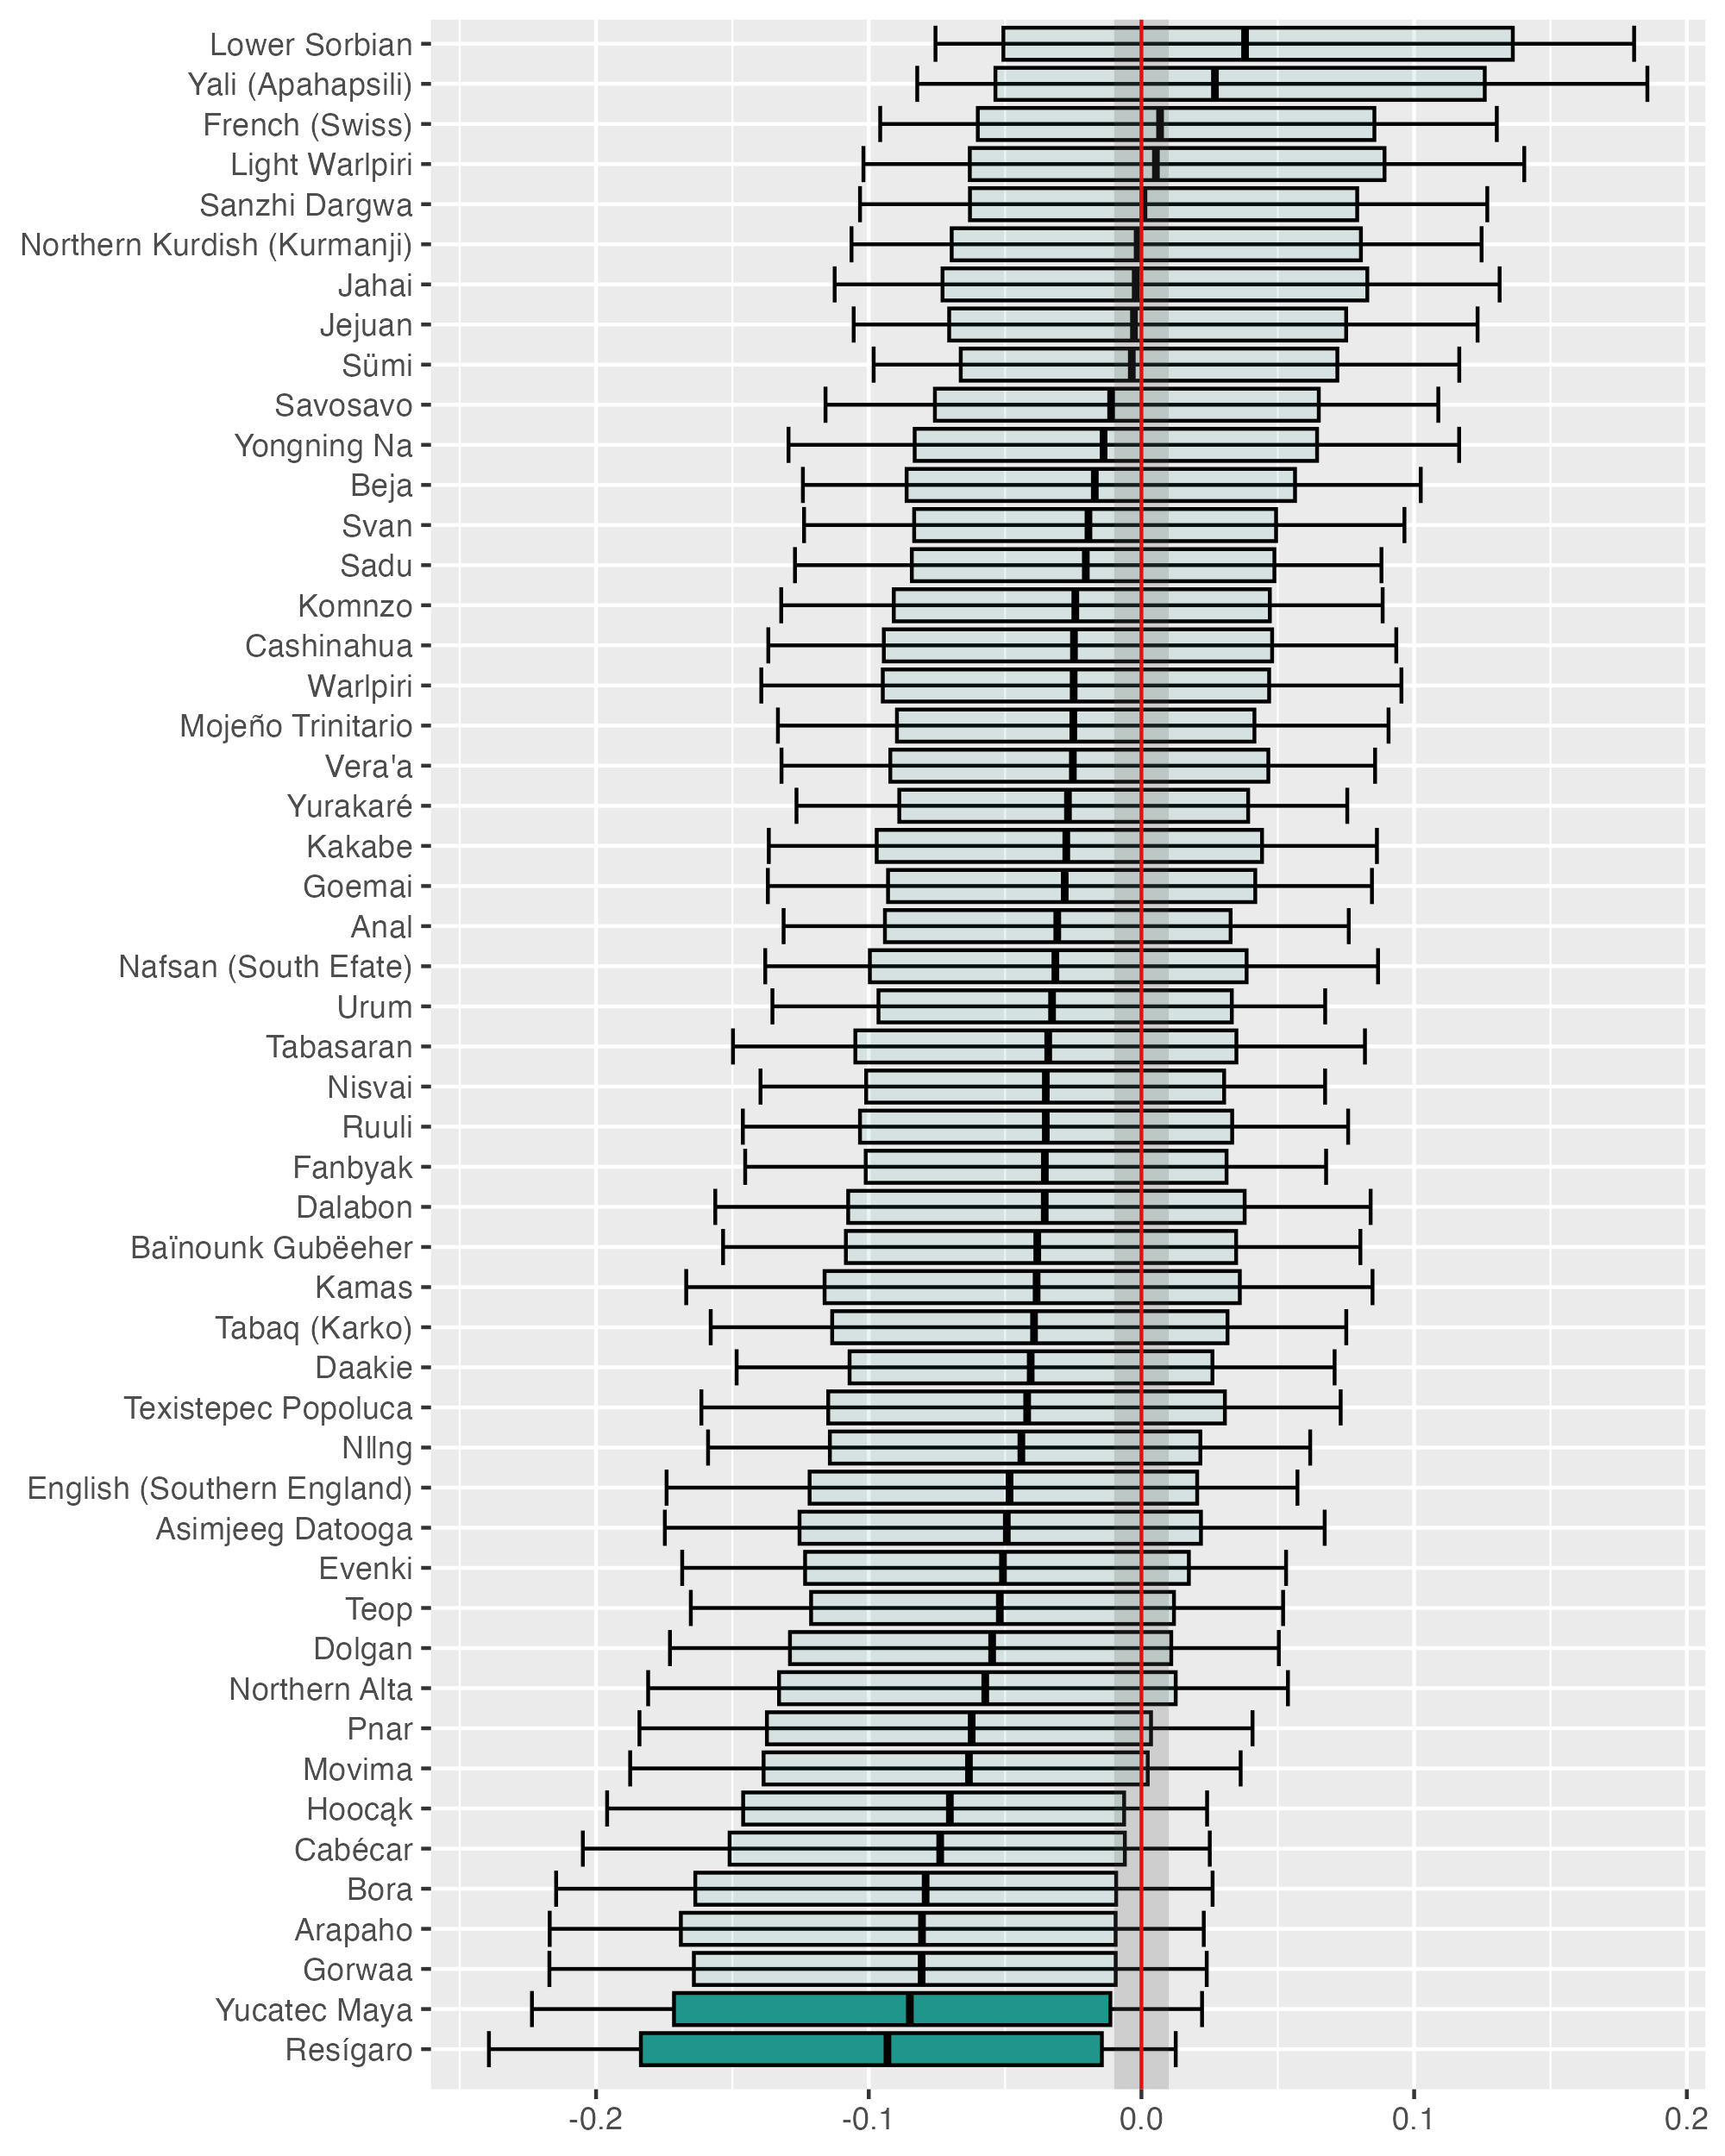 Lower Sorbian
Yali (Apahapsili)
French (Swiss)
Light Warlpiri
Sanzhi Dargwa
Northern Kurdish (Kurmanji)
Jahai
Jejuan
Sümi
Savosavo
Yongning Na
Beja
Svan
Sadu
Komnzo
Cashinahua
Warlpiri
Mojeño Trinitario
Vera'a
Yurakaré
Kakabe
Goemai
Anal
Nafsan (South Efate)
Urum
Tabasaran
Nisvai
Ruuli
Fanbyak
Dalabon
Baïnounk Gubëeher
Kamas
Tabaq (Karko)
Daakie
Texistepec Popoluca
Nǁng
English (Southern England)
Asimjeeg Datooga
Evenki
Teop
Dolgan
Northern Alta
Pnar
Movima
Hoocąk
Cabécar
Bora
Arapaho
Gorwaa
Yucatec Maya
Resígaro
-0.2 -0.1 0.0 0.1 0.2